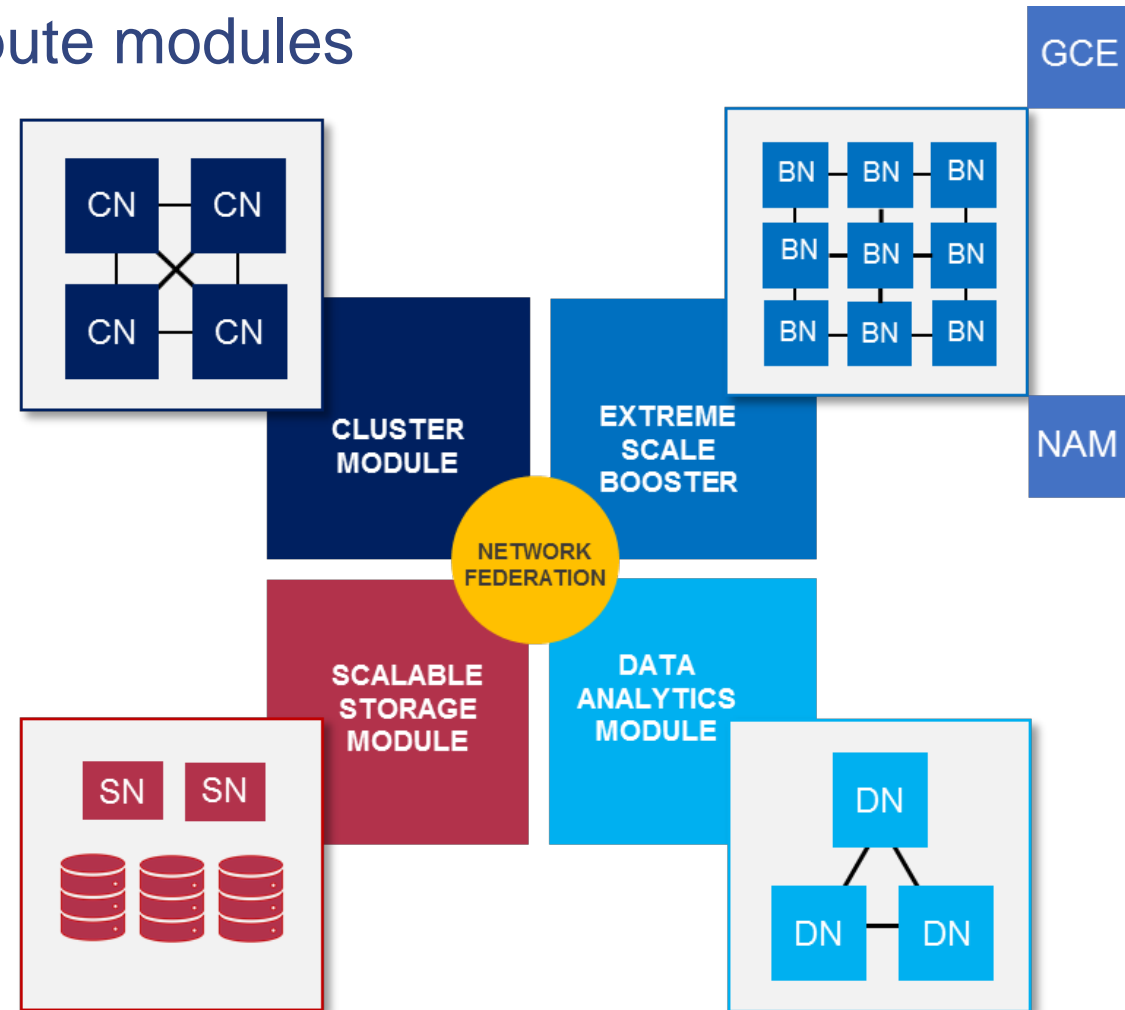 oute modules
GCE
CN CN
CN CN
BN BN BN
BN BN BN
BN BN BN
NAM
CLUSTER
MODULE
EXTREME
SCALE
BOOSTER
NETWORK
FEDERATION
SCALABLE
STORAGE
MODULE
DATA
ANALYTICS
MODULE
SN SN
DN
DN DN